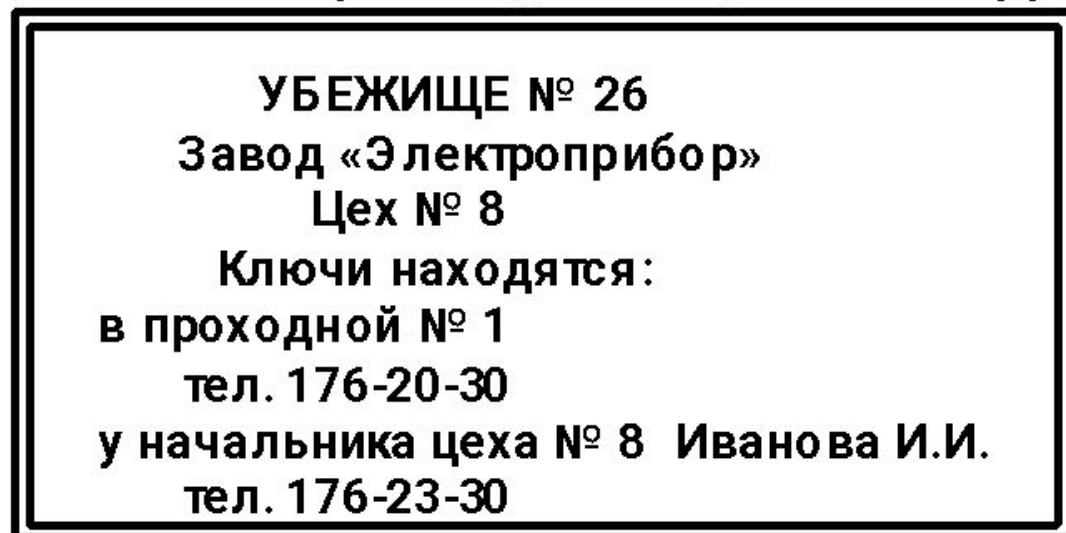 УБЕЖИЩЕ № 26
Завод «Электроприбор»
Цех № 8
Ключи находятся:
в проходной № 1
тел. 176-20-30
у начальника цеха № 8 Иванова И.И.
тел. 176-23-30